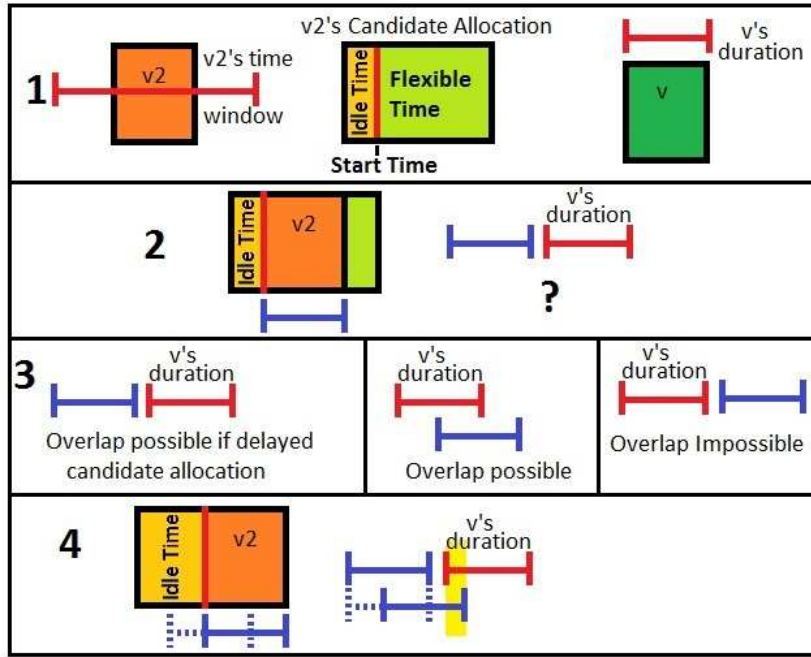 v2's Candidate Allocation
1
v2
v2's time
window
Idle Time
Flexible
Time
Start Time
v's
duration
v
2
Idle Time
v2
v's
duration
?
3
v's
duration
Overlap possible if delayed
candidate allocation
v's
duration
Overlap possible
v's
duration
Overlap Impossible
4
Idle Time
v2
v's
duration